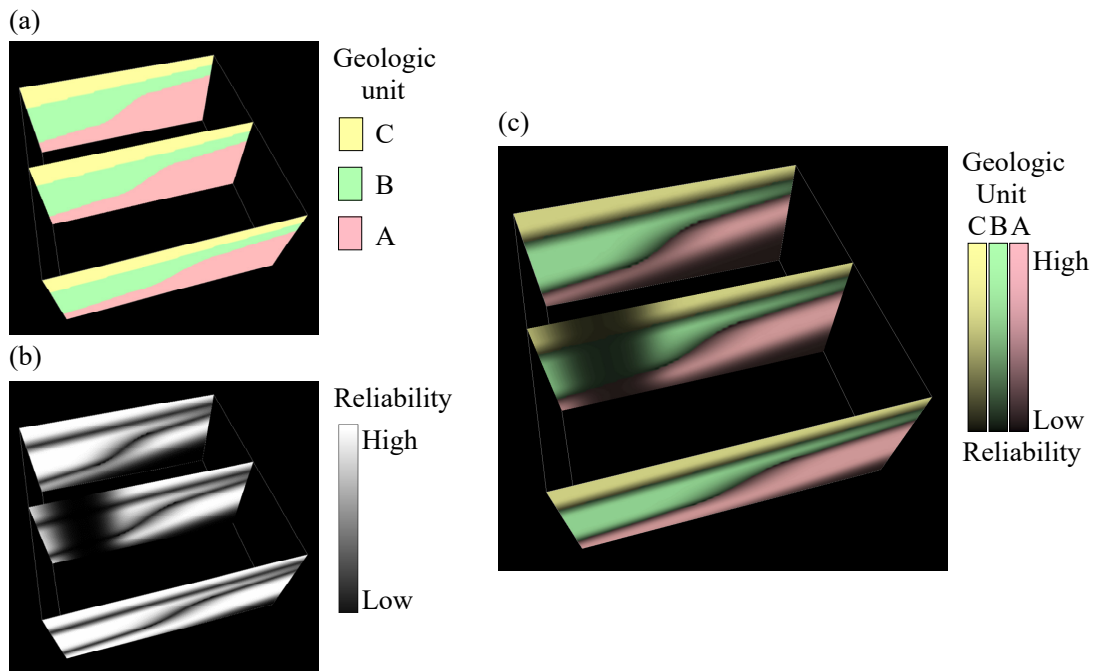 (a)
Geologic
unit
C
B
A
(b)
Reliability
High
Low
(c)
Geologic
Unit
C B A
High
Low
Reliability